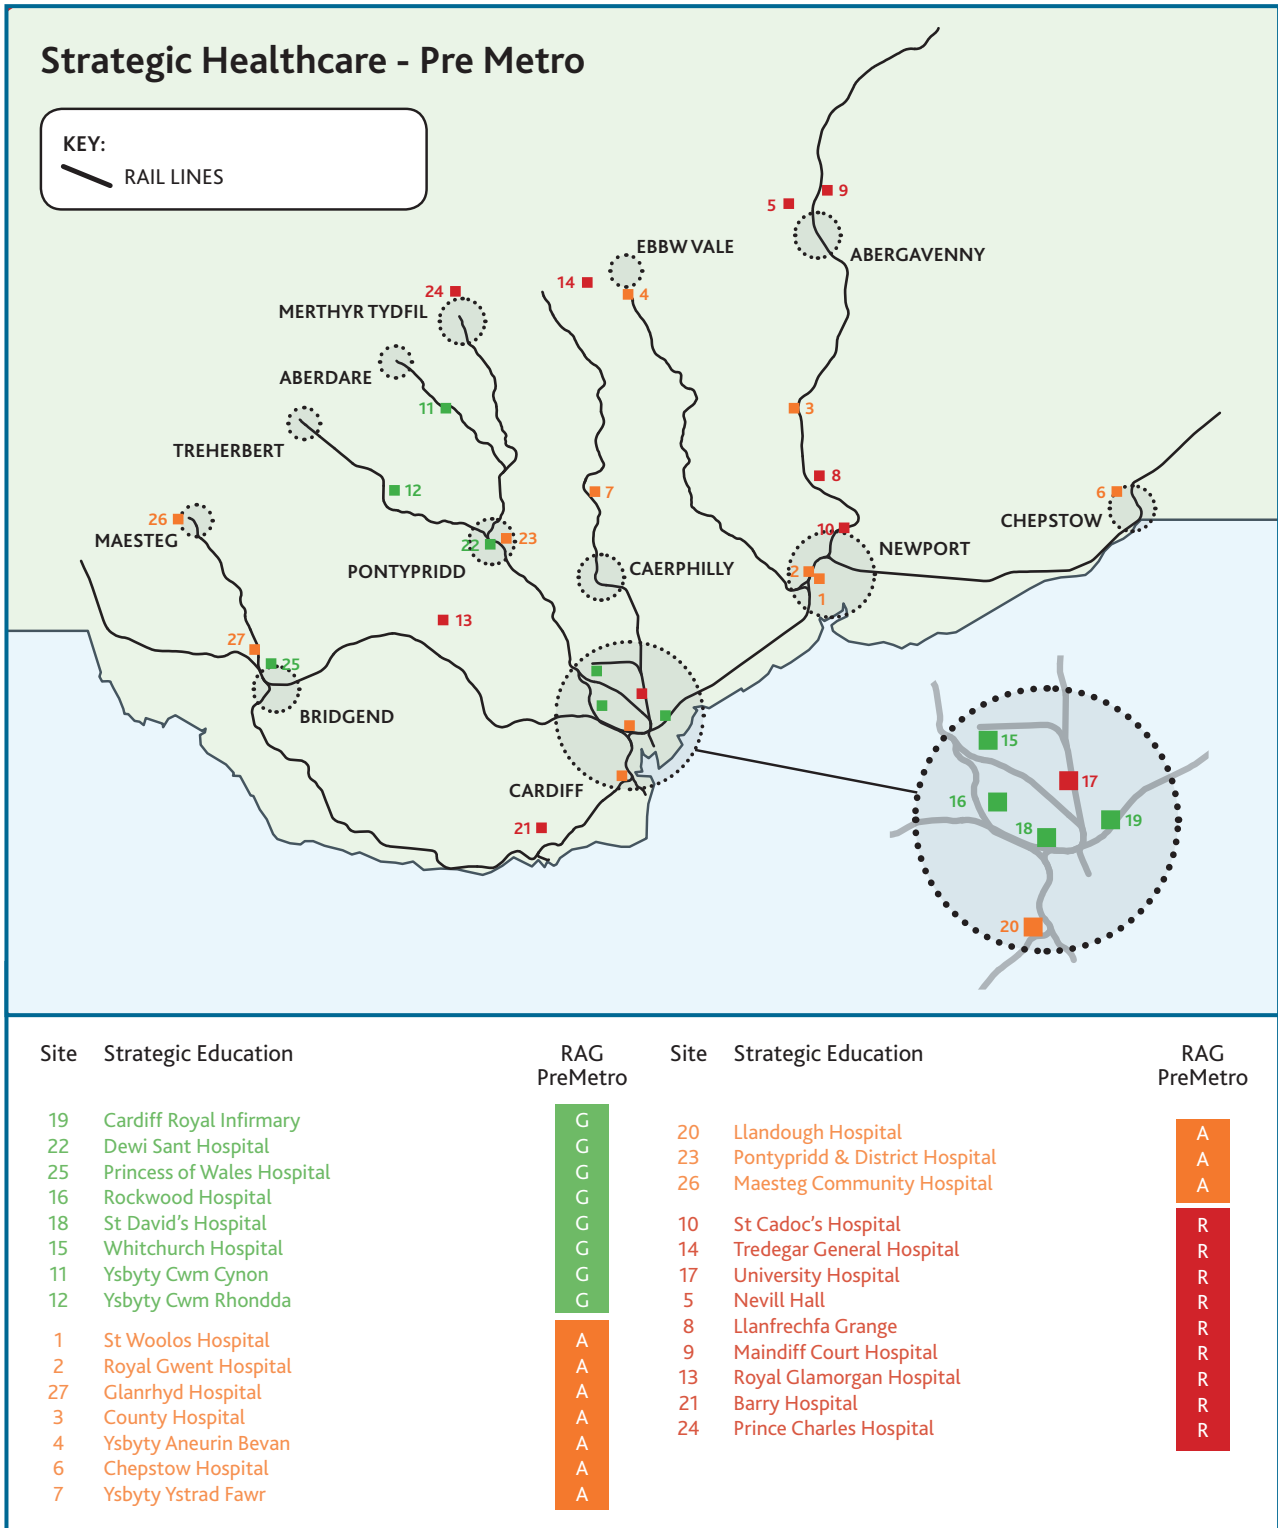 Strategic Healthcare - Pre Metro
KEY:
RAIL LINES
9
5
EBBW VALE
ABERGAVENNY
14
4
24
MERTHYR TYDFIL
ABERDARE
11
3
TREHERBERT
8
12
7
6
26
CHEPSTOW
10
MAESTEG
22
23
NEWPORT
PONTYPRIDD
CAERPHILLY
2
1
13
27
25
BRIDGEND
CARDIFF
21
15
17
16
18
19
20
Site Strategic Education RAG
PreMetro
19 Cardiff Royal Infirmary G
22 Dewi Sant Hospital G
25 Princess of Wales Hospital G
16 Rockwood Hospital G
18 St David's Hospital G
15 Whitchurch Hospital G
11 Ysbyty Cwm Cynon G
12 Ysbyty Cwm Rhondda G
1 St Woolos Hospital A
2 Royal Gwent Hospital A
27 Glanrhyd Hospital A
3 County Hospital A
4 Ysbyty Aneurin Bevan A
6 Chepstow Hospital A
7 Ysbyty Ystrad Fawr A
Site Strategic Education RAG
PreMetro
20 Llandough Hospital A
23 Pontypridd & District Hospital A
26 Maesteg Community Hospital A
10 St Cadoc's Hospital R
14 Tredegar General Hospital R
17 University Hospital R
5 Nevill Hall R
8 Llanfrechfa Grange R
9 Maindiff Court Hospital R
13 Royal Glamorgan Hospital R
21 Barry Hospital R
24 Prince Charles Hospital R